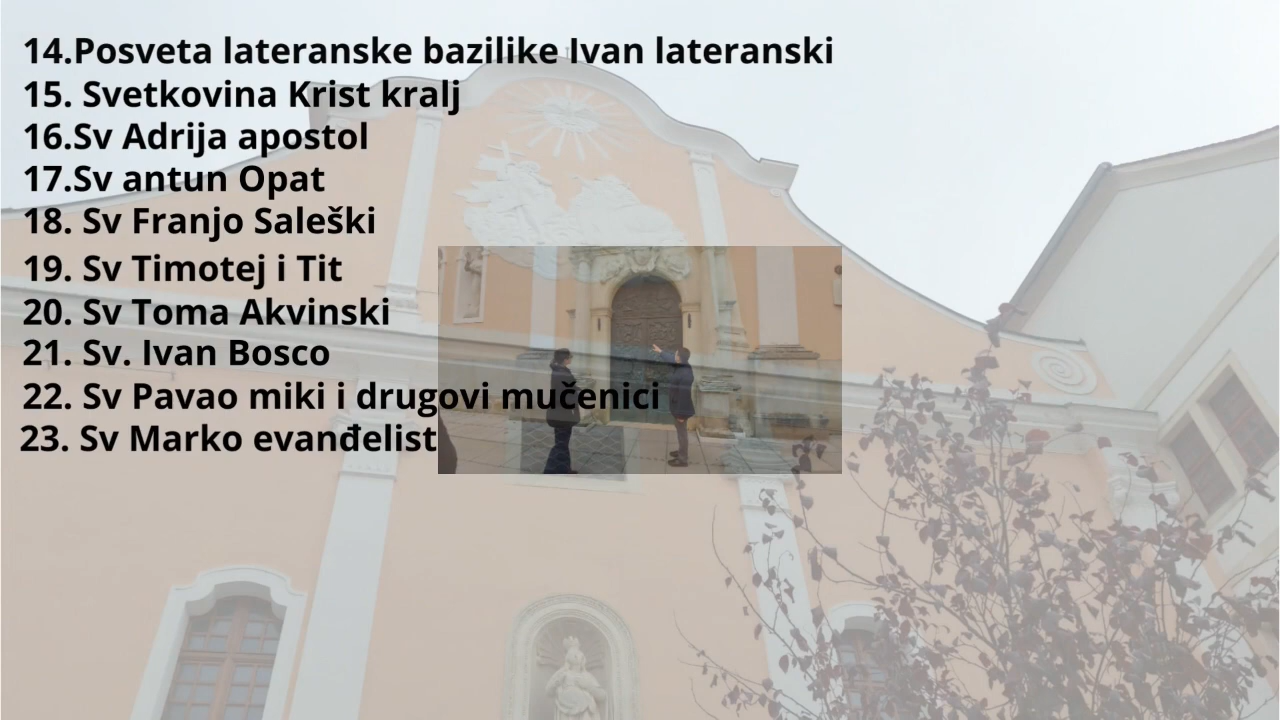 14.Posveta lateranske bazilike Ivan lateranski
15. Svetkovina Krist kralj
16.Sv Adrija apostol
17.Sv antun Opat
18. Sv Franjo Saleški
19. Sv Timotej i Tit
20. Sv Toma Akvinski
21. Sv. Ivan Bosco
22. Sv Pavao miki i drugovi mučenici
23. Sv Marko evanđelist